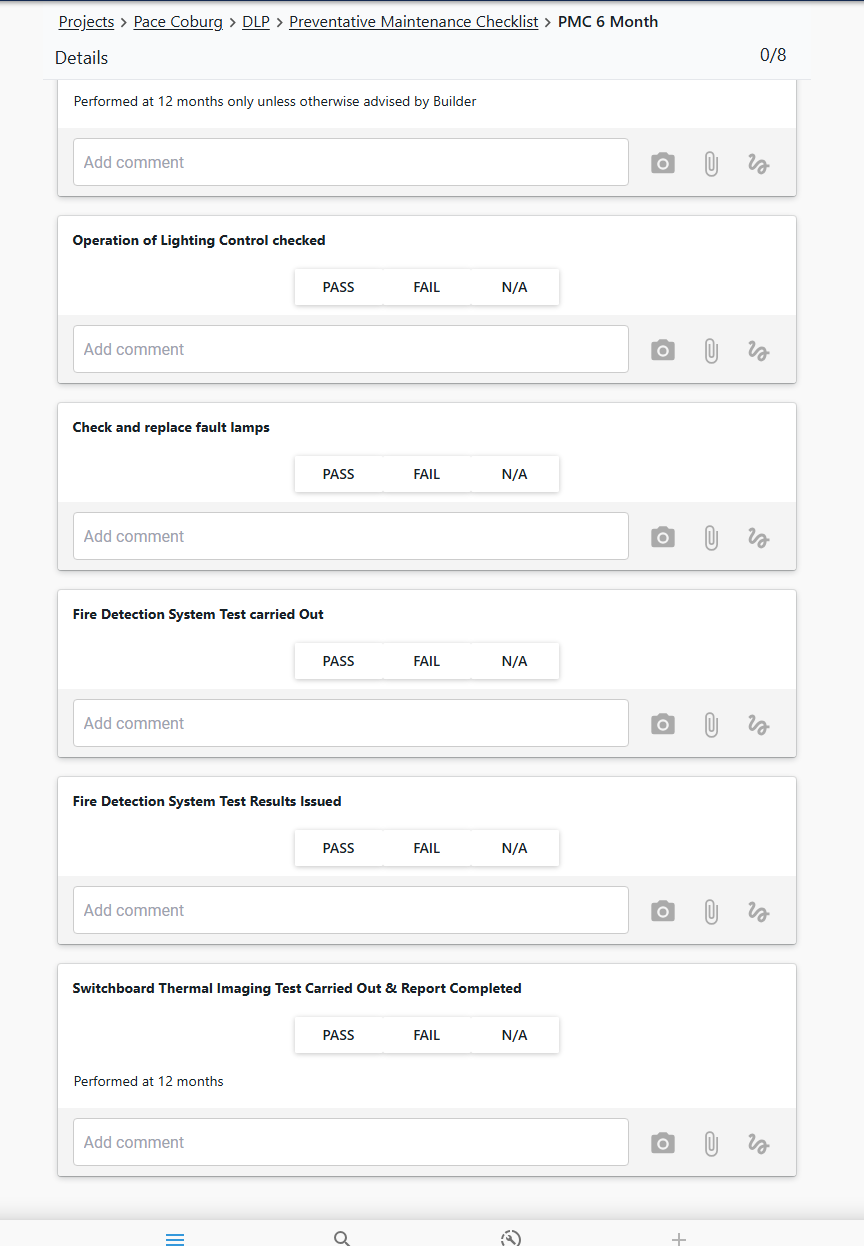 Projects > Pace Coburg > DLP > Preventative Maintenance Checklist > PMC 6 Month
Details
0/8
Performed at 12 months only unless otherwise advised by Builder
Add comment
Operation of Lighting Control checked
PASS FAIL N/A
Add comment
Check and replace fault lamps
PASS FAIL N/A
Add comment
Fire Detection System Test carried Out
PASS FAIL N/A
Add comment
Fire Detection System Test Results Issued
PASS FAIL N/A
Add comment
Switchboard Thermal Imaging Test Carried Out & Report Completed
PASS FAIL N/A
Performed at 12 months
Add comment